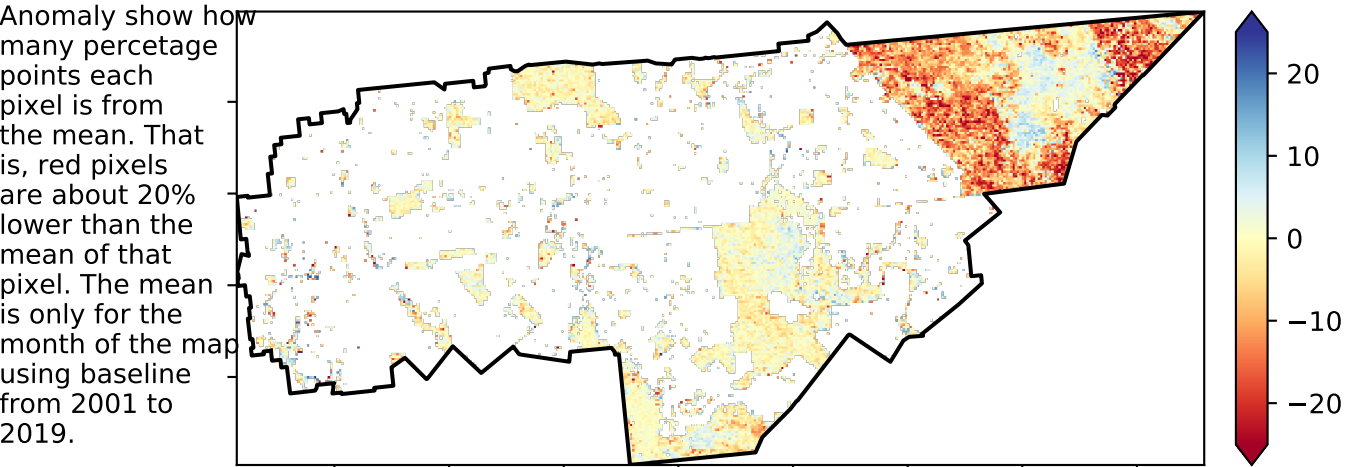 Anomaly show how
many percetage
points each
pixel is from
the mean. That
is, red pixels
are about 20%
lower than the
mean of that
pixel. The mean
is only for the
month of the map
using baseline
from 2001 to
2019.
20
10
0
−10
−20